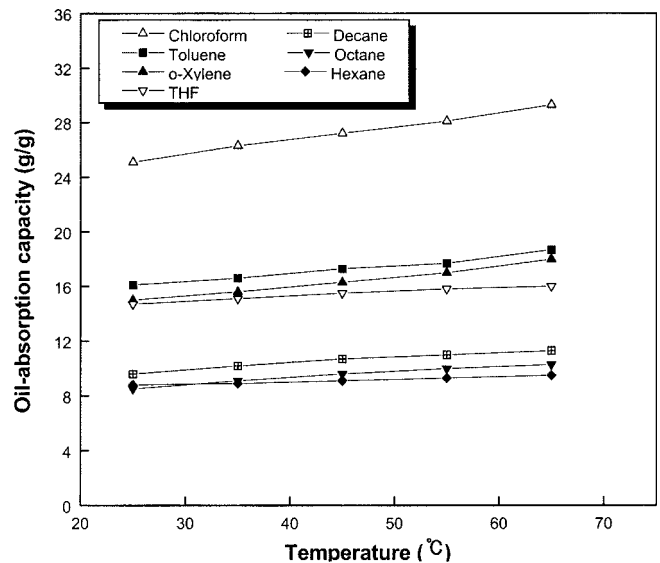 36
32
28
24
20
16
12
8
4
0
Oil-absorption capacity (g/g)
Chloroform
Toluene
o-Xylene
THF
Decane
Octane
Hexane
20 30 40 50 60 70
Temperature (℃)